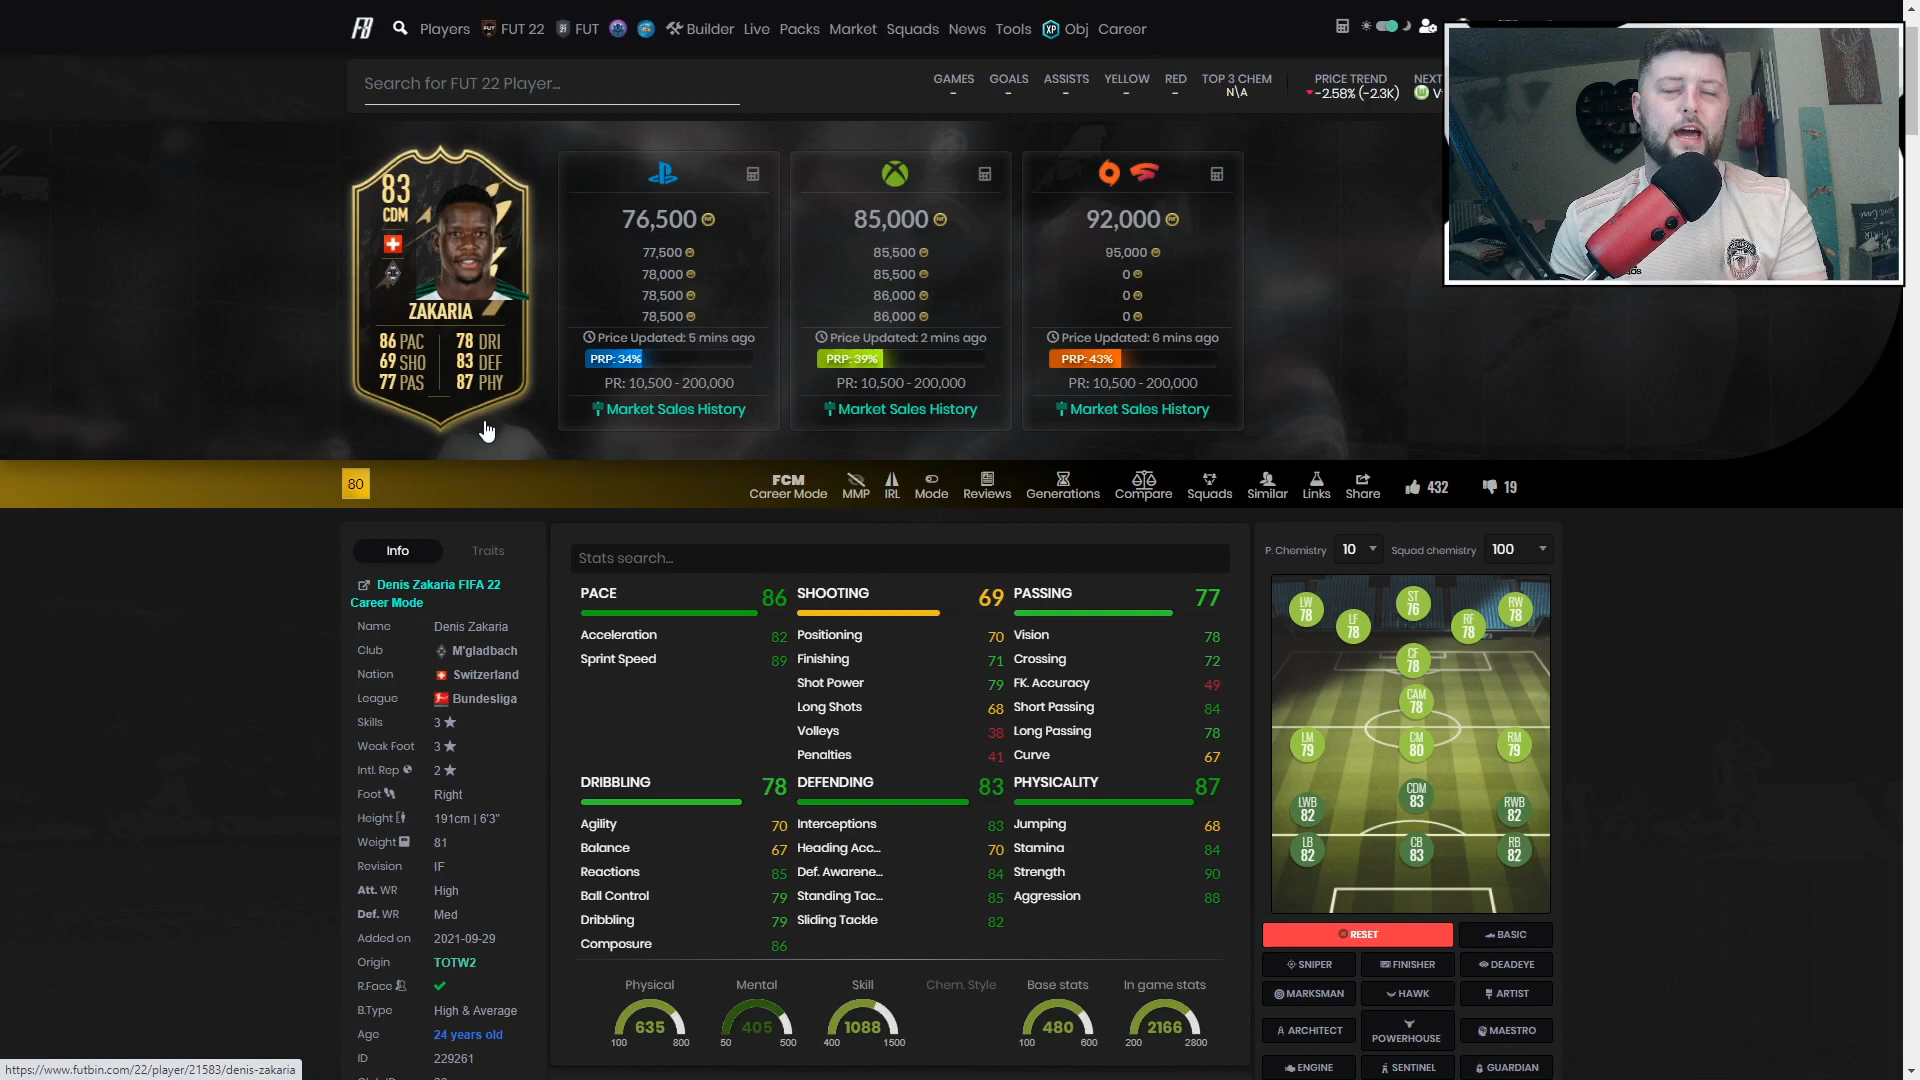 FB Players FUT 22 FUT Builder Live Packs Market Squads News Tools Obj Career
Search for FUT 22 Player...
GAMES GOALS ASSISTS YELLOW RED TOP 3 CHEM PRICE TREND NEXT
- - - - - N\A -2.58% (-2.3K) V
83
CDM
ZAKARIA
86 PAC 78 DRI
69 SHO 83 DEF
77 PAS 87 PHY
76,500
77,500
78,000
78,500
78,500
Price Updated: 5 mins ago
PRP: 34%
PR: 10,500 - 200,000
Market Sales History
85,000
85,500
85,500
86,000
86,000
Price Updated: 2 mins ago
PRP: 39%
PR: 10,500 - 200,000
Market Sales History
92,000
95,000
0
0
0
Price Updated: 6 mins ago
PRP: 43%
PR: 10,500 - 200,000
Market Sales History
80
FCM
Career Mode MMP IRL Mode Reviews Generations Compare Squads Similar Links Share 432 19
Info Traits
Denis Zakaria FIFA 22
Career Mode
Name Denis Zakaria
Club M'gladbach
Nation Switzerland
League Bundesliga
Skills 3
Weak Foot 3
Intl. Rep 2
Foot Right
Height 191cm | 6'3"
Weight 81
Revision IF
Att. WR High
Def. WR Med
Added on 2021-09-29
Origin TOTW2
R.Face
B.Type High & Average
Age 24 years old
ID 229261
Stats search...
PACE 86
Acceleration 82
Sprint Speed 89
SHOOTING 69
Positioning 70
Finishing 71
Shot Power 79
Long Shots 68
Volleys 38
Penalties 41
PASSING 77
Vision 78
Crossing 72
FK. Accuracy 49
Short Passing 84
Long Passing 78
Curve 67
DRIBBLING 78
Agility 70
Balance 67
Reactions 85
Ball Control 79
Dribbling 79
Composure 86
DEFENDING 83
Interceptions 83
Heading Acc... 70
Def. Awarene... 84
Standing Tac... 85
Sliding Tackle 82
PHYSICALITY 87
Jumping 68
Stamina 84
Strength 90
Aggression 88
Physical Mental Skill Chem. Style Base stats In game stats
635 405 1088 480 2166
100 800 50 500 400 1500 100 600 200 2800
P. Chemistry 10 Squad chemistry 100
LW 78
LF 78
ST 76
RF 78
RW 78
CF 78
CAM 78
LM 79
CM 80
RM 79
CDM 83
LWB 82
RWB 82
LB 82
CB 83
RB 82
RESET BASIC
SNIPER FINISHER DEADEYE
MARKSMAN HAWK ARTIST
ARCHITECT POWERHOUSE MAESTRO
ENGINE SENTINEL GUARDIAN
https://www.futbin.com/22/player/21583/denis-zakaria